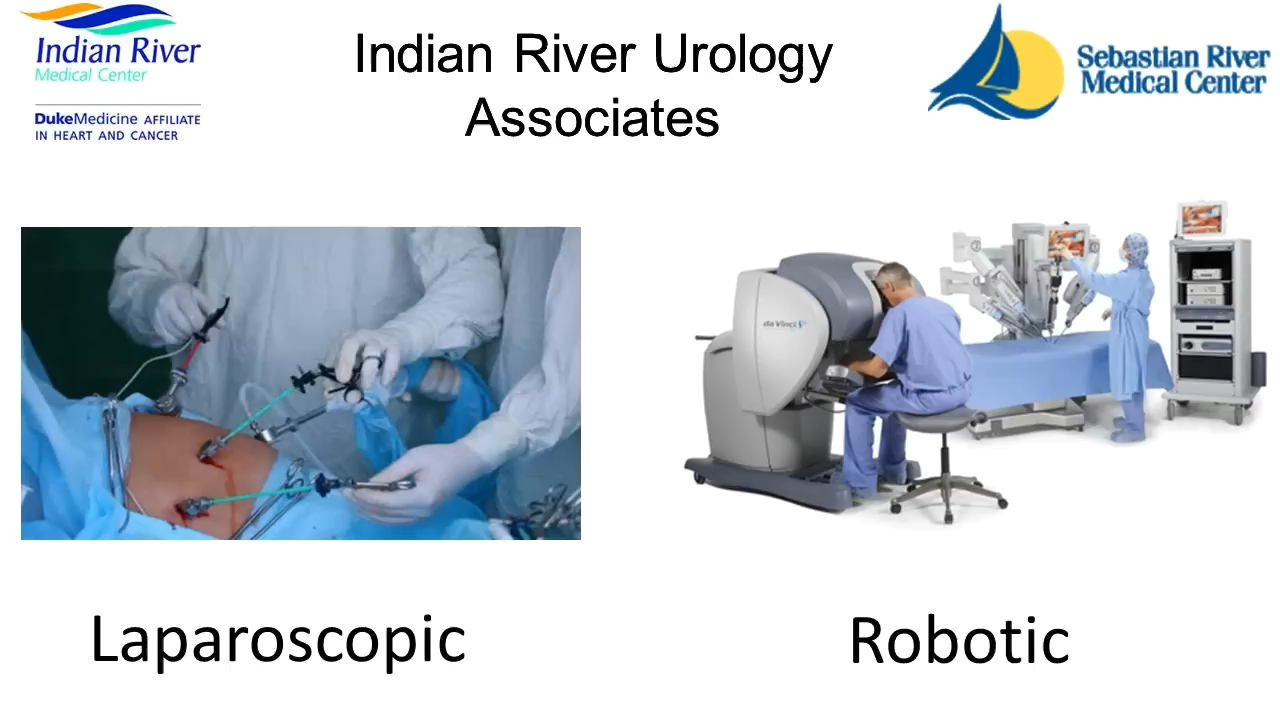 Indian River
Medical Center
DukeMedicine AFFILIATE
IN HEART AND CANCER
Indian River Urology
Associates
Sebastian River
Medical Center
da Vinci S
Laparoscopic
Robotic